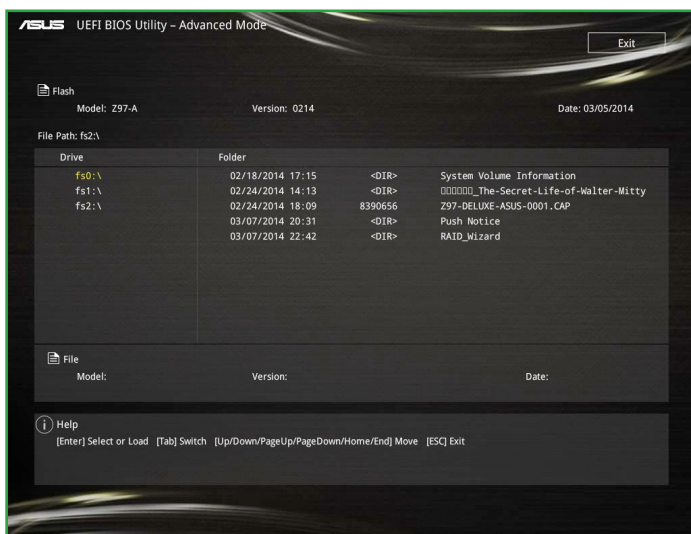 ASUS UEFI BIOS Utility – Advanced Mode
Exit
Flash
Model: Z97-A Version: 0214 Date: 03/05/2014
File Path: fs2:\
Drive Folder
fs0:\ 02/18/2014 17:15 <DIR> System Volume Information
fs1:\ 02/24/2014 14:13 <DIR> □□□□□□_The-Secret-Life-of-Walter-Mitty
fs2:\ 02/24/2014 18:09 8390656 Z97-DELUXE-ASUS-0001.CAP
03/07/2014 20:31 <DIR> Push Notice
03/07/2014 22:42 <DIR> RAID_Wizard
File
Model: Version: Date:
i Help
[Enter] Select or Load [Tab] Switch [Up/Down/PageUp/PageDown/Home/End] Move [ESC] Exit